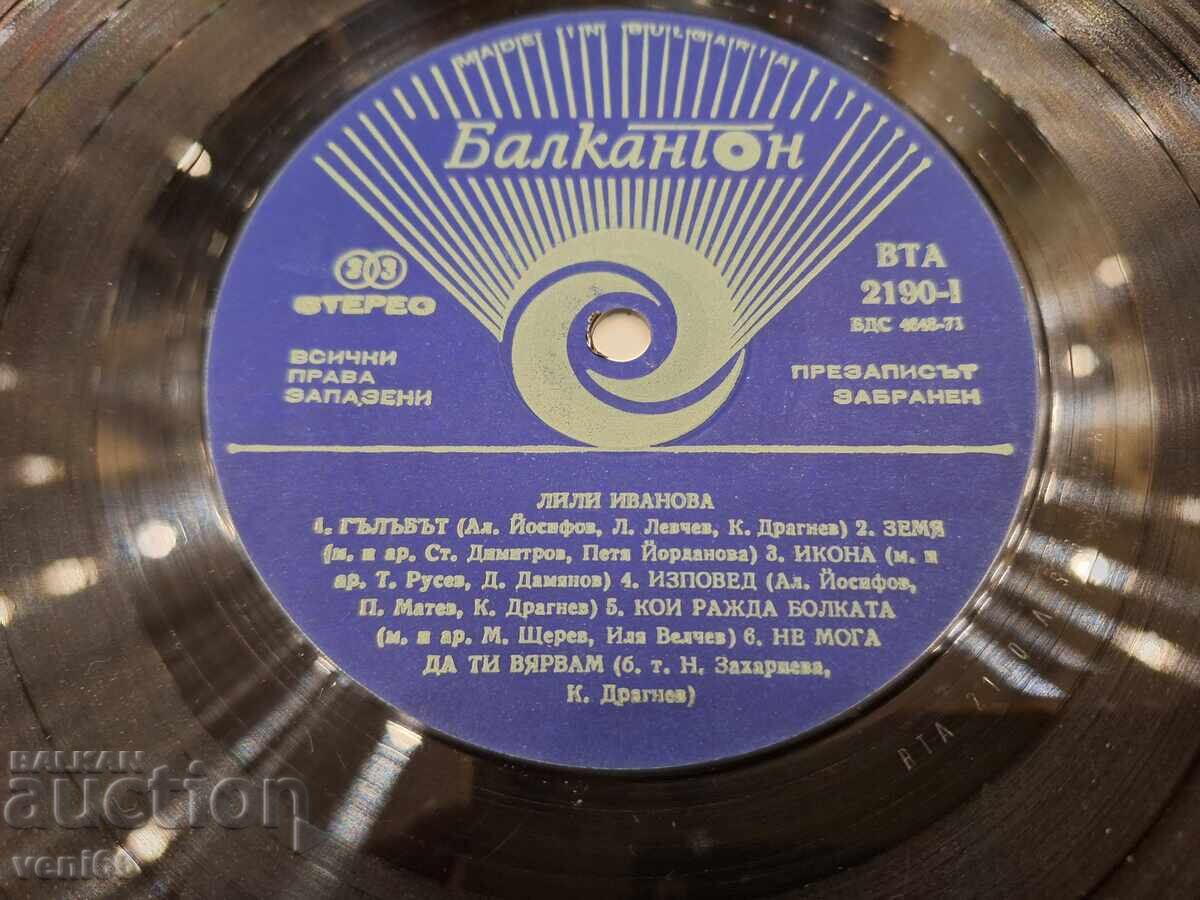 MADE IN BULGARIA
Балкантон
33
СТЕРЕО
ВТА
2190-I
БДС 4648-71
ВСИЧКИ
ПРАВА
ЗАПАЗЕНИ
ПРЕЗАПИСЪТ
ЗАБРАНЕН
ЛИЛИ ИВАНОВА
1. ГЪЛЪБЪТ (Ал. Йосифов, Л. Левчев, К. Драгнев) 2. ЗЕМЯ
(м. и ар. Ст. Димитров, Петя Йорданова) 3. ИКОНА (м. и
ар. Т. Русев, Д. Дамянов) 4. ИЗПОВЕД (Ал. Йосифов,
П. Матев, К. Драгнев) 5. КОИ РАЖДА БОЛКАТА
(м. и ар. М. Щерев, Иля Велчев) 6. НЕ МОГА
ДА ТИ ВЯРВАМ (б. т. Н. Захариева,
К. Драгнев)
ВТА
BALKAN
auction
veni69